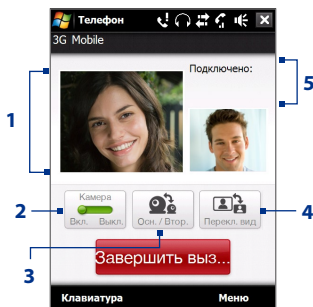 Телефон
3G Mobile
Подключено:
1
5
Камера
Вкл. Выкл.
Осн. / Втор.
Перекл. вид
2
3
4
Завершить выз...
Клавиатура Меню